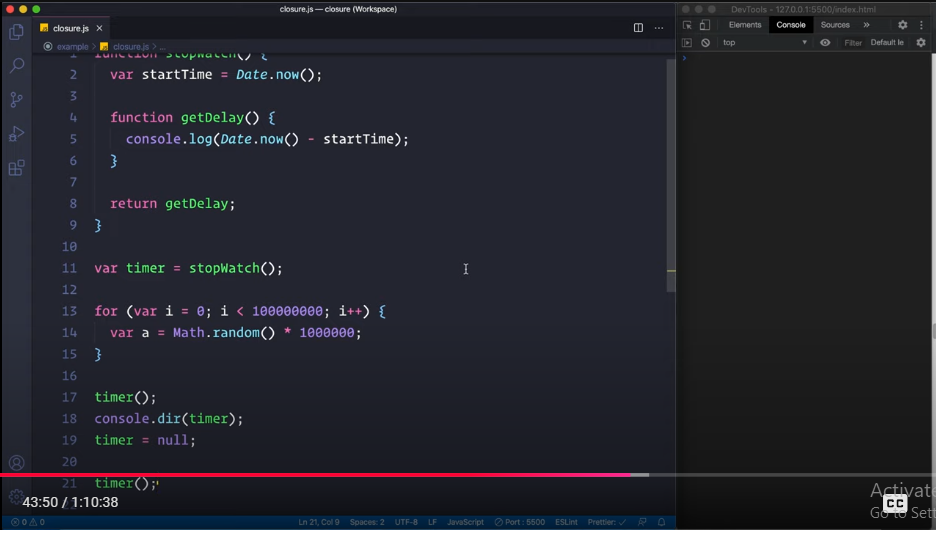 closure.js — closure (Workspace)
DevTools - 127.0.0.1:5500/index.html
closure.js ×
Elements Console Sources »
example > closure.js > ...
top Filter Default le
1 function stopWatch() {
2 var startTime = Date.now();
3
4 function getDelay() {
5 console.log(Date.now() - startTime);
6 }
7
8 return getDelay;
9 }
10
11 var timer = stopWatch();
12
13 for (var i = 0; i < 100000000; i++) {
14 var a = Math.random() * 1000000;
15 }
16
17 timer();
18 console.dir(timer);
19 timer = null;
20
21 timer();
43:50 / 1:10:38
Activate
CC
Go to Sett
0 0 Ln 21, Col 9 Spaces: 2 UTF-8 LF JavaScript Port : 5500 ESLint Prettier: ✓